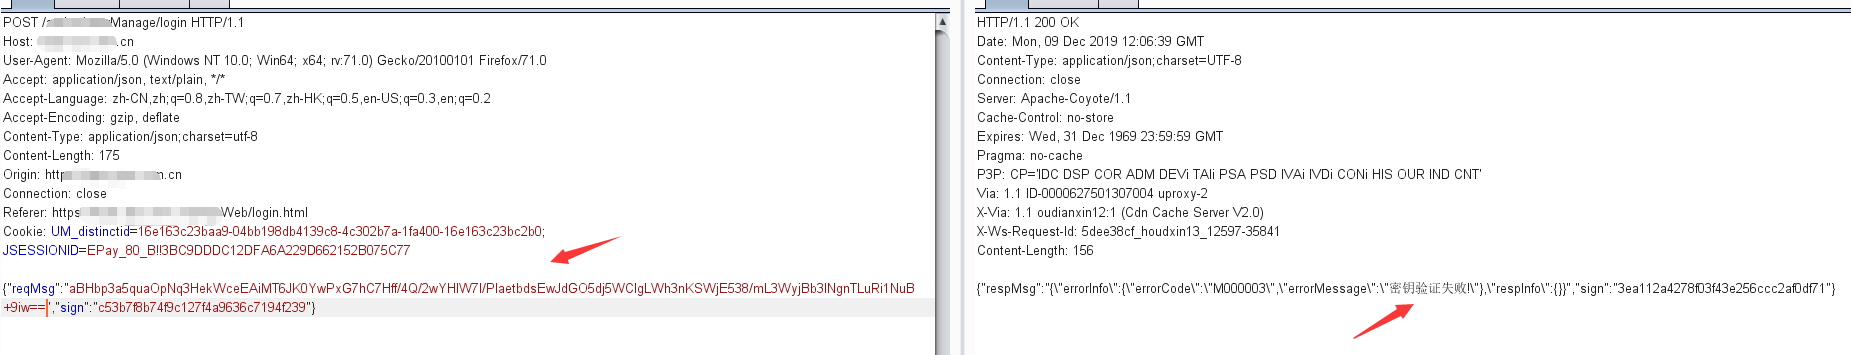 POST / Manage/login HTTP/1.1
Host: .cn
User-Agent: Mozilla/5.0 (Windows NT 10.0; Win64; x64; rv:71.0) Gecko/20100101 Firefox/71.0
Accept: application/json, text/plain, */*
Accept-Language: zh-CN,zh;q=0.8,zh-TW;q=0.7,zh-HK;q=0.5,en-US;q=0.3,en;q=0.2
Accept-Encoding: gzip, deflate
Content-Type: application/json;charset=utf-8
Content-Length: 175
Origin: http .cn
Connection: close
Referer: https Web/login.html
Cookie: UM_distinctid=16e163c23baa9-04bb198db4139c8-4c302b7a-1fa400-16e163c23bc2b0;
JSESSIONID=EPay_80_B!!3BC9DDDC12DFA6A229D662152B075C77
{"reqMsg":"aBHbp3a5quaOpNq3HekWceEAiMT6JK0YwPxG7hC7Hff/4Q/2wYHIW7I/PlaetbdsEwJdGO5dj5WClgLWh3nKSWjE538/mL3WyjBb3INgnTLuRi1NuB
+9iw==","sign":"c53b7f8b74f9c127f4a9636c7194f239"}
HTTP/1.1 200 OK
Date: Mon, 09 Dec 2019 12:06:39 GMT
Content-Type: application/json;charset=UTF-8
Connection: close
Server: Apache-Coyote/1.1
Cache-Control: no-store
Expires: Wed, 31 Dec 1969 23:59:59 GMT
Pragma: no-cache
P3P: CP='IDC DSP COR ADM DEVi TAIi PSA PSD IVAi IVDi CONi HIS OUR IND CNT'
Via: 1.1 ID-0000627501307004 uproxy-2
X-Via: 1.1 oudianxin12:1 (Cdn Cache Server V2.0)
X-Ws-Request-Id: 5dee38cf_houdxin13_12597-35841
Content-Length: 156
{"respMsg":"{\"errorInfo\":{\"errorCode\":\"M000003\",\"errorMessage\":\"密钥验证失败!\"},\"respInfo\":{}}","sign":"3ea112a4278f03f43e256ccc2af0df71"}